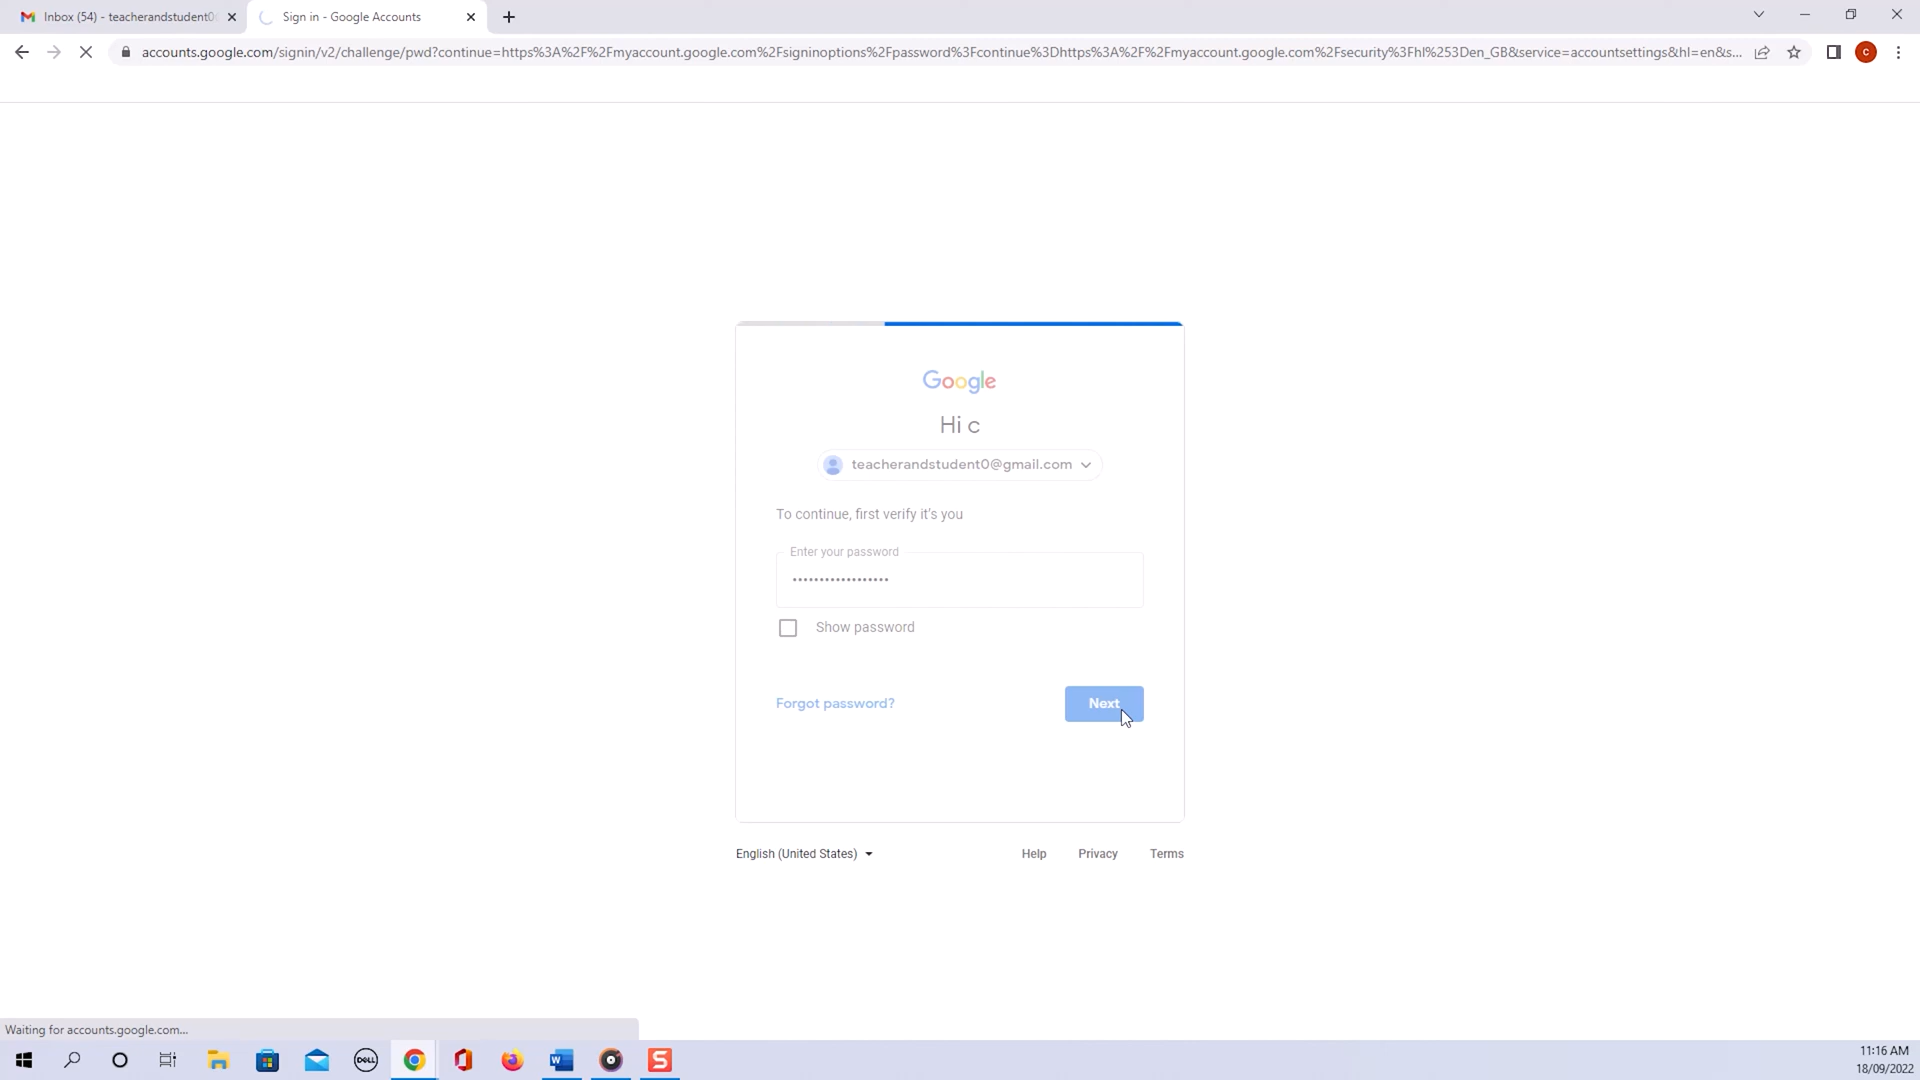 Inbox (54) - teacherandstudent0
Sign in - Google Accounts
accounts.google.com/signin/v2/challenge/pwd?continue=https%3A%2F%2Fmyaccount.google.com%2Fsigninoptions%2Fpassword%3Fcontinue%3Dhttps%3A%2F%2Fmyaccount.google.com%2Fsecurity%3Fhl%253Den_GB&service=accountsettings&hl=en&s...
C
Google
Hi c
teacherandstudent0@gmail.com
To continue, first verify it's you
Enter your password
••••••••••••••••••
Show password
Forgot password?
Next
English (United States)
Help
Privacy
Terms
Waiting for accounts.google.com...
DELL
W
S
11:16 AM
18/09/2022